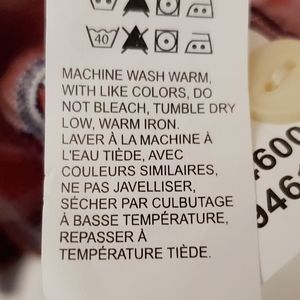 40
MACHINE WASH WARM,
WITH LIKE COLORS, DO
NOT BLEACH, TUMBLE DRY
LOW, WARM IRON.
LAVER À LA MACHINE À
L'EAU TIÈDE, AVEC
COULEURS SIMILAIRES,
NE PAS JAVELLISER,
SÉCHER PAR CULBUTAGE
À BASSE TEMPÉRATURE,
REPASSER À
TEMPÉRATURE TIÈDE.